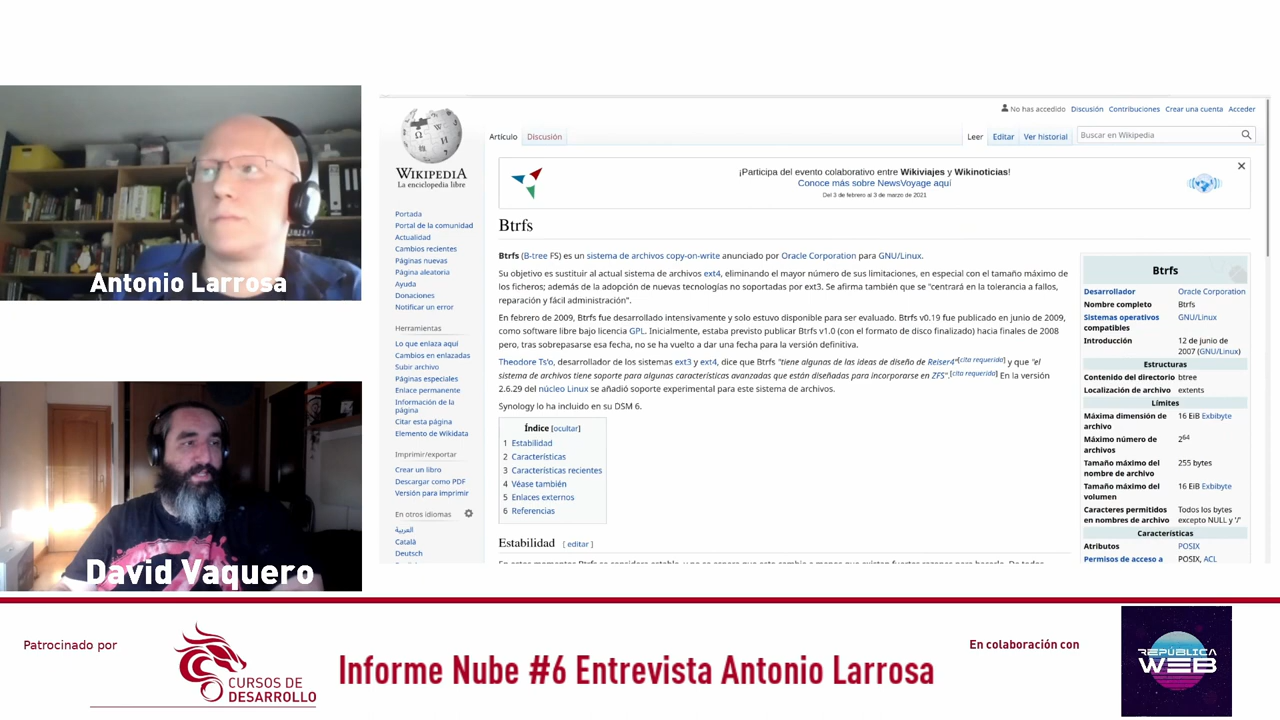 Antonio Larrosa
David Vaquero
WIKIPEDIA
La enciclopedia libre
Portada
Portal de la comunidad
Actualidad
Cambios recientes
Páginas nuevas
Página aleatoria
Ayuda
Donaciones
Notificar un error
Herramientas
Lo que enlaza aquí
Cambios en enlazadas
Subir archivo
Páginas especiales
Enlace permanente
Información de la
página
Citar esta página
Elemento de Wikidata
Imprimir/exportar
Crear un libro
Descargar como PDF
Versión para imprimir
En otros idiomas
العربية
Català
Deutsch
No has accedido Discusión Contribuciones Crear una cuenta Acceder
Artículo Discusión Leer Editar Ver historial Buscar en Wikipedia
¡Participa del evento colaborativo entre Wikiviajes y Wikinoticias!
Conoce más sobre NewsVoyage aquí
Del 3 de febrero al 3 de marzo de 2021
Btrfs
Btrfs (B-tree FS) es un sistema de archivos copy-on-write anunciado por Oracle Corporation para GNU/Linux.
Su objetivo es sustituir al actual sistema de archivos ext4, eliminando el mayor número de sus limitaciones, en especial con el tamaño máximo de
los ficheros; además de la adopción de nuevas tecnologías no soportadas por ext3. Se afirma también que se "centrará en la tolerancia a fallos,
reparación y fácil administración".
En febrero de 2009, Btrfs fue desarrollado intensivamente y solo estuvo disponible para ser evaluado. Btrfs v0.19 fue publicado en junio de 2009,
como software libre bajo licencia GPL. Inicialmente, estaba previsto publicar Btrfs v1.0 (con el formato de disco finalizado) hacia finales de 2008
pero, tras sobrepasarse esa fecha, no se ha vuelto a dar una fecha para la versión definitiva.
Theodore Ts'o, desarrollador de los sistemas ext3 y ext4, dice que Btrfs "tiene algunas de las ideas de diseño de Reiser4"[cita requerida] y que "el
sistema de archivos tiene soporte para algunas características avanzadas que están diseñadas para incorporarse en ZFS".[cita requerida] En la versión
2.6.29 del núcleo Linux se añadió soporte experimental para este sistema de archivos.
Synology lo ha incluido en su DSM 6.
Índice [ocultar]
1 Estabilidad
2 Características
3 Características recientes
4 Véase también
5 Enlaces externos
6 Referencias
Estabilidad [ editar ]
Btrfs
Desarrollador Oracle Corporation
Nombre completo Btrfs
Sistemas operativos GNU/Linux
compatibles
Introducción 12 de junio de
2007 (GNU/Linux)
Estructuras
Contenido del directorio btree
Localización de archivo extents
Límites
Máxima dimensión de 16 EiB Exbibyte
archivo
Máximo número de 2^64
archivos
Tamaño máximo del 255 bytes
nombre de archivo
Tamaño máximo del 16 EiB Exbibyte
volumen
Caracteres permitidos Todos los bytes
en nombres de archivo excepto NULL y '/'
Características
Atributos POSIX
Permisos de acceso a POSIX, ACL
Patrocinado por
CURSOS DE
DESARROLLO
Informe Nube #6 Entrevista Antonio Larrosa
En colaboración con
REPÚBLICA
WEB